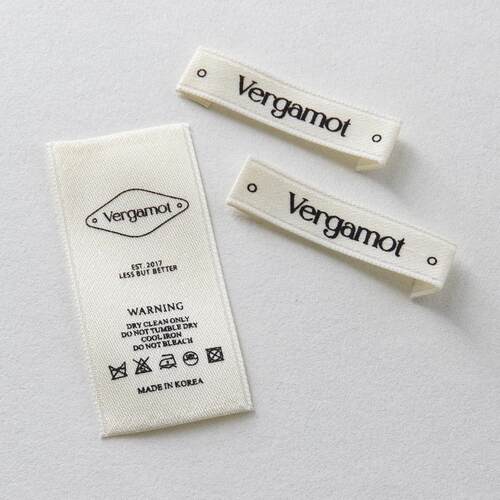 Vergamot
Vergamot
Vergamot
EST. 2017
LESS BUT BETTER
WARNING
DRY CLEAN ONLY
DO NOT TUMBLE DRY
COOL IRON
DO NOT BLEACH
MADE IN KOREA